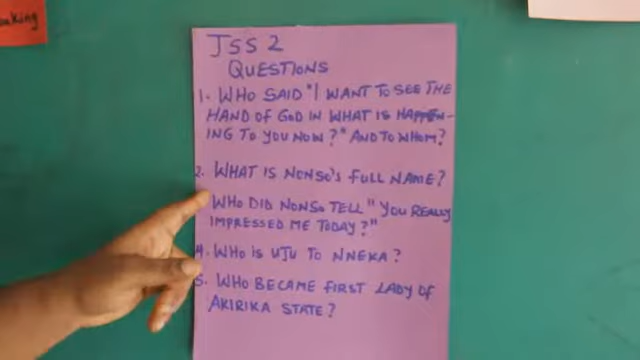 aking
JSS 2
QUESTIONS
1. WHO SAID "I WANT TO SEE THE
HAND OF GOD IN WHAT IS HAPPEN-
ING TO YOU NOW?" AND TO WHOM?
2. WHAT IS NONSO'S FULL NAME?
WHO DID NONSO TELL "YOU REALLY
IMPRESSED ME TODAY?"
4. WHO IS UJU TO NNEKA?
5. WHO BECAME FIRST LADY OF
AKIRIKA STATE?